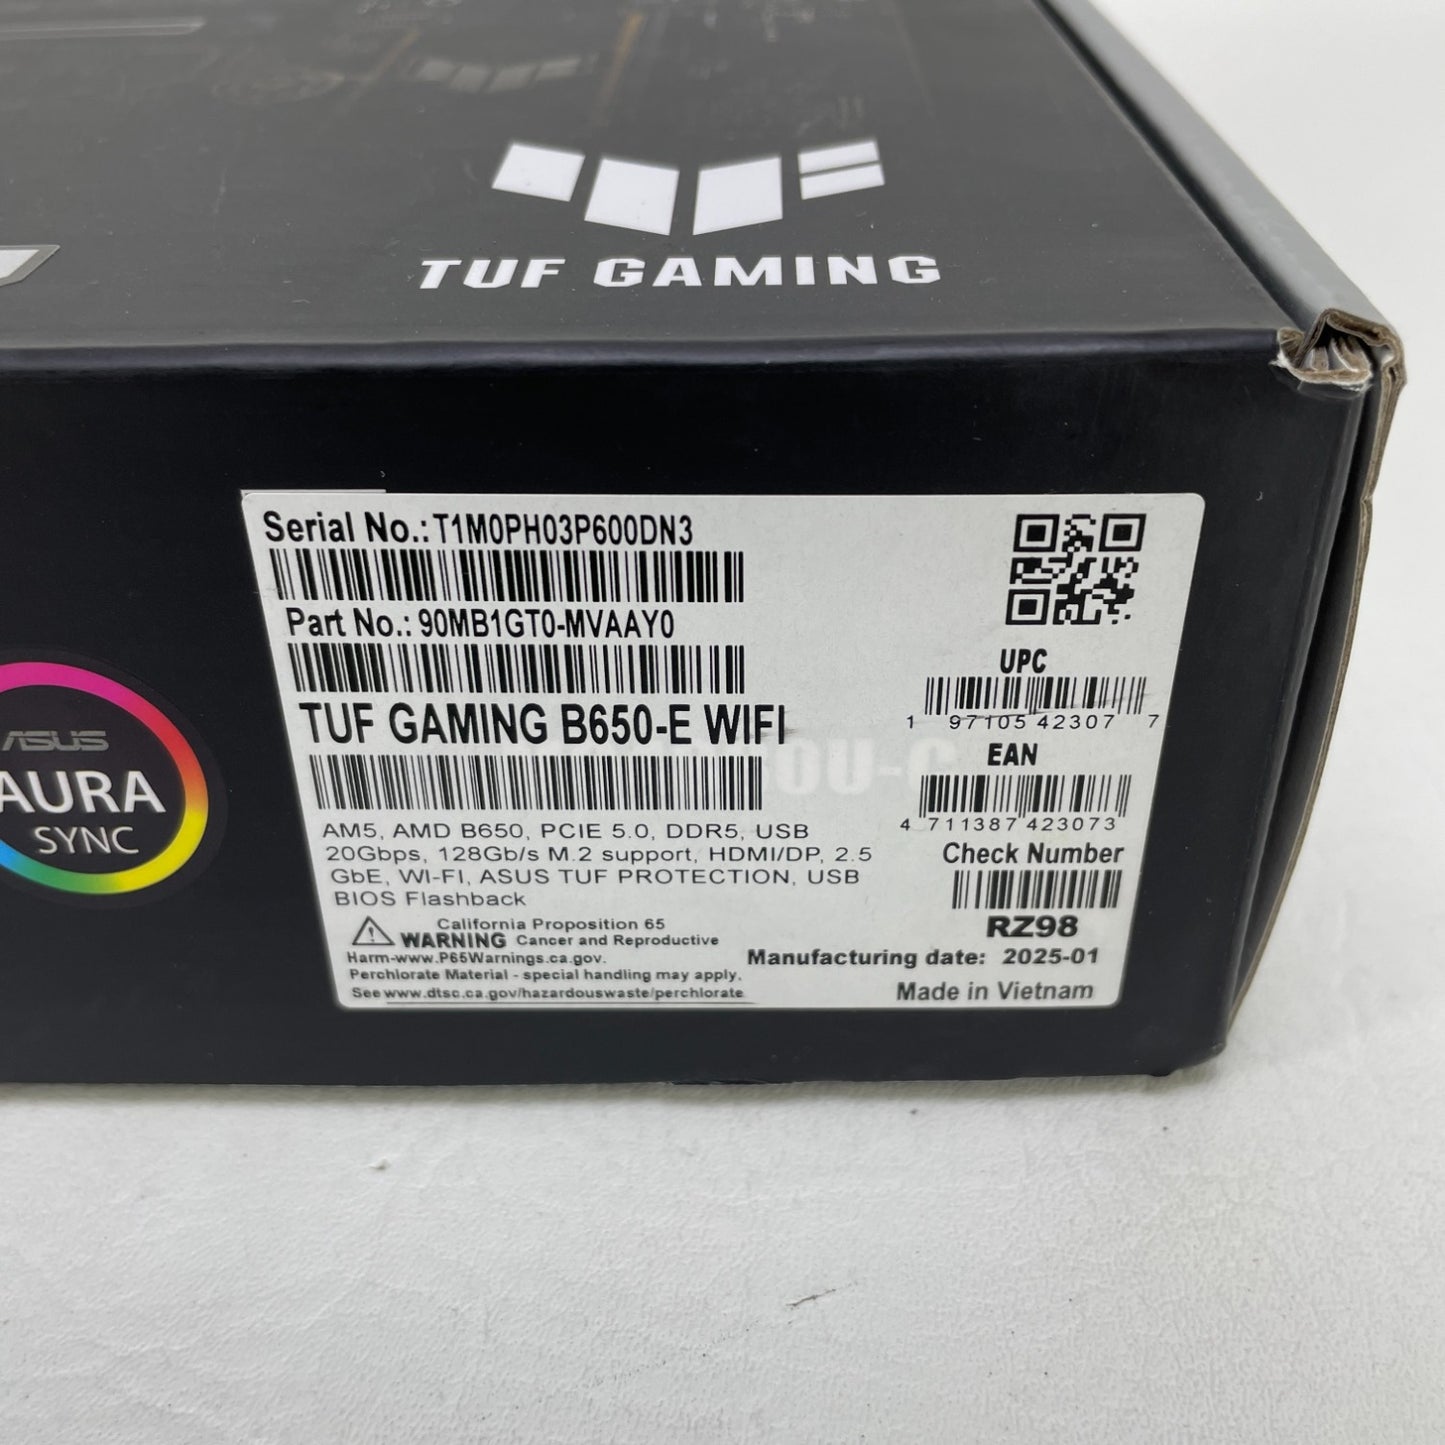 TUF GAMING
Serial No.: T1M0PH03P600DN3
Part No.: 90MB1GT0-MVAAY0
UPC
TUF GAMING B650-E WIFI
1 97105 42307 7
EAN
4 711387 423073
ASUS
AURA
SYNC
AM5, AMD B650, PCIE 5.0, DDR5, USB
20Gbps, 128Gb/s M.2 support, HDMI/DP, 2.5
GbE, WI-FI, ASUS TUF PROTECTION, USB
BIOS Flashback
Check Number
RZ98
California Proposition 65
WARNING Cancer and Reproductive
Harm-www.P65Warnings.ca.gov.
Perchlorate Material - special handling may apply.
See www.dtsc.ca.gov/hazardouswaste/perchlorate
Manufacturing date: 2025-01
Made in Vietnam